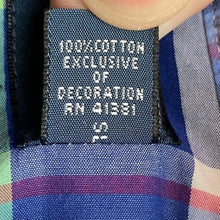 100% COTTON
EXCLUSIVE
OF
DECORATION
RN 41381